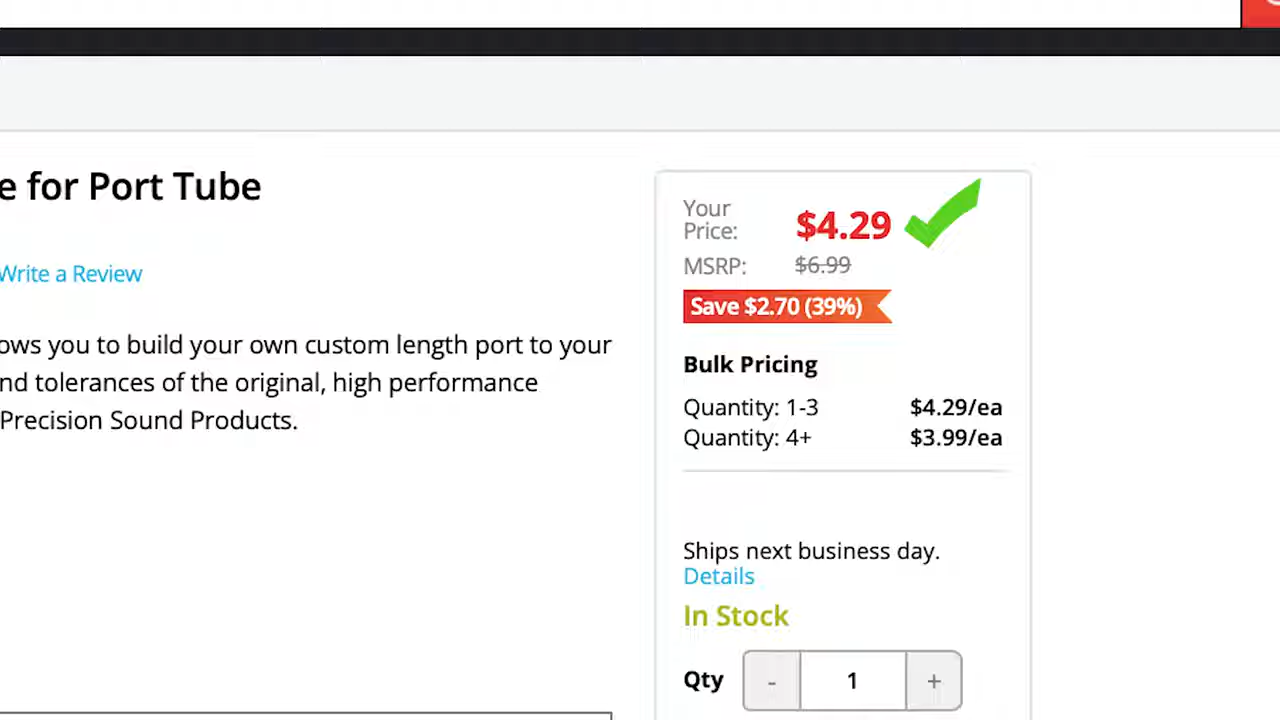 e for Port Tube
Write a Review
ows you to build your own custom length port to your
nd tolerances of the original, high performance
Precision Sound Products.
Your
Price: $4.29
MSRP: $6.99
Save $2.70 (39%)
Bulk Pricing
Quantity: 1-3 $4.29/ea
Quantity: 4+ $3.99/ea
Ships next business day.
Details
In Stock
Qty - 1 +